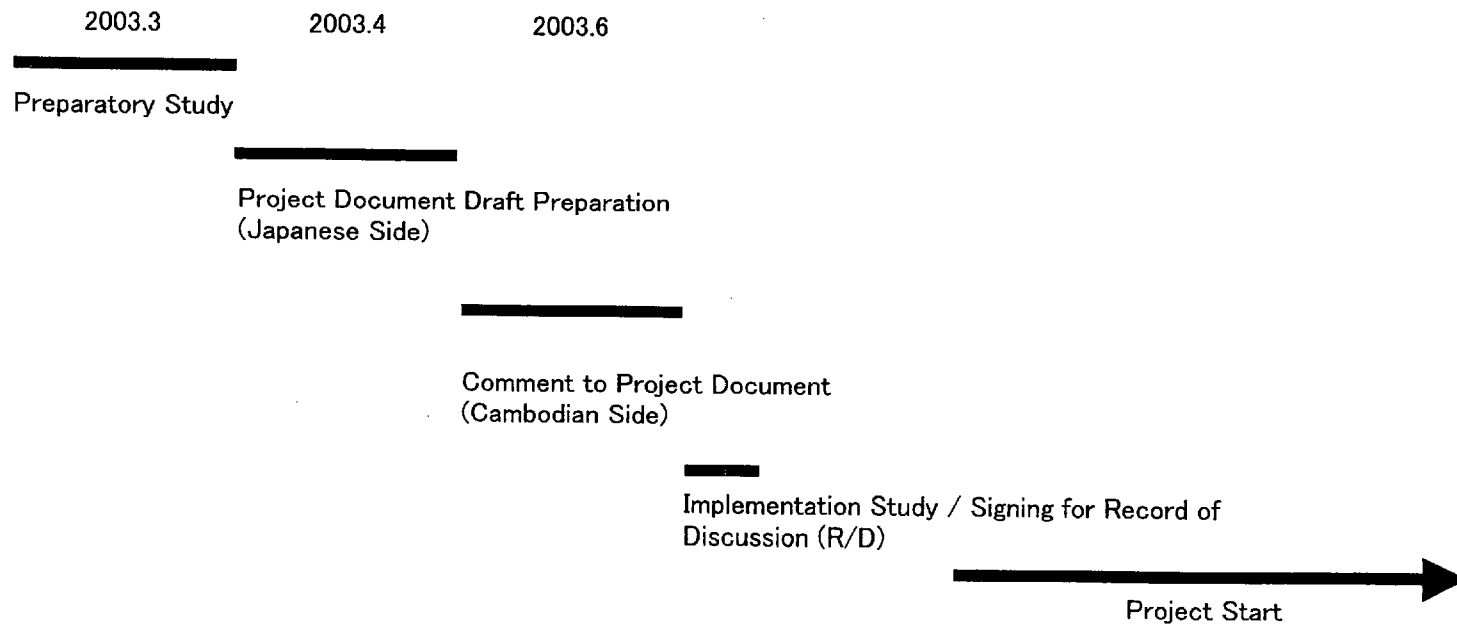 2003.3 2003.4 2003.6
Preparatory Study
Project Document Draft Preparation
(Japanese Side)
Comment to Project Document
(Cambodian Side)
Implementation Study / Signing for Record of
Discussion (R/D)
Project Start